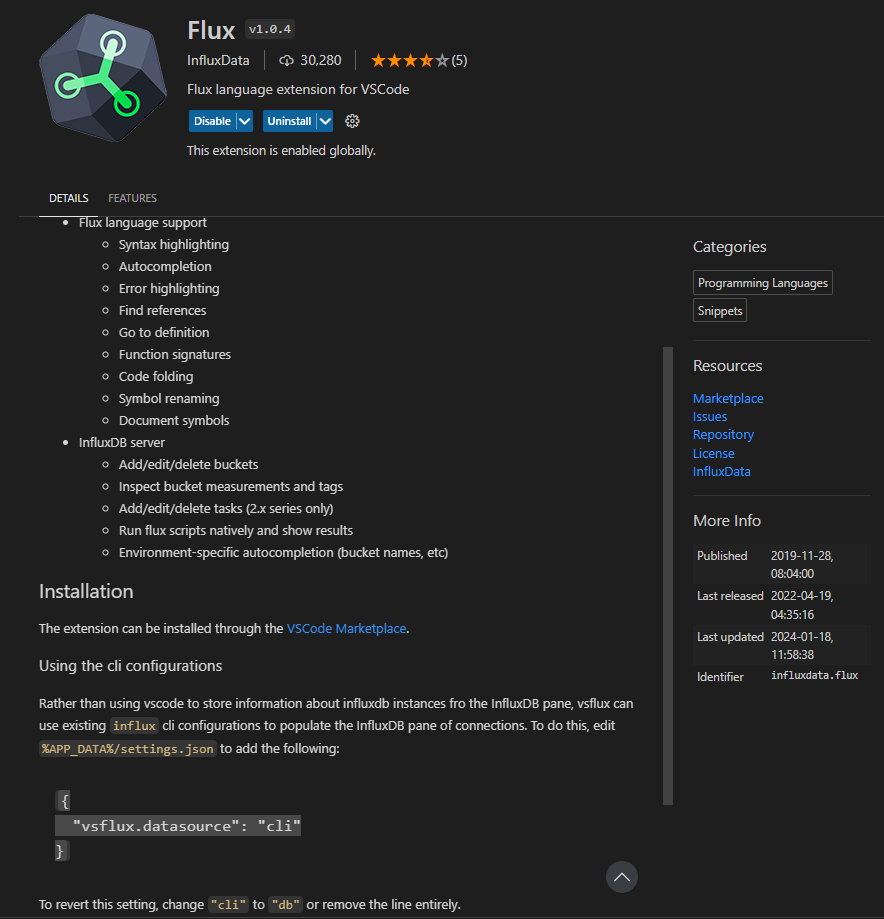 Flux v1.0.4
InfluxData 30,280 (5)
Flux language extension for VSCode
Disable Uninstall
This extension is enabled globally.
DETAILS FEATURES
Flux language support
Syntax highlighting
Autocompletion
Error highlighting
Find references
Go to definition
Function signatures
Code folding
Symbol renaming
Document symbols
InfluxDB server
Add/edit/delete buckets
Inspect bucket measurements and tags
Add/edit/delete tasks (2.x series only)
Run flux scripts natively and show results
Environment-specific autocompletion (bucket names, etc)
Installation
The extension can be installed through the VSCode Marketplace.
Using the cli configurations
Rather than using vscode to store information about influxdb instances fro the InfluxDB pane, vsflux can
use existing influx cli configurations to populate the InfluxDB pane of connections. To do this, edit
%APP_DATA%/settings.json to add the following:
{
"vsflux.datasource": "cli"
}
To revert this setting, change "cli" to "db" or remove the line entirely.
Categories
Programming Languages
Snippets
Resources
Marketplace
Issues
Repository
License
InfluxData
More Info
Published 2019-11-28,
08:04:00
Last released 2022-04-19,
04:35:16
Last updated 2024-01-18,
11:58:38
Identifier influxdata.flux